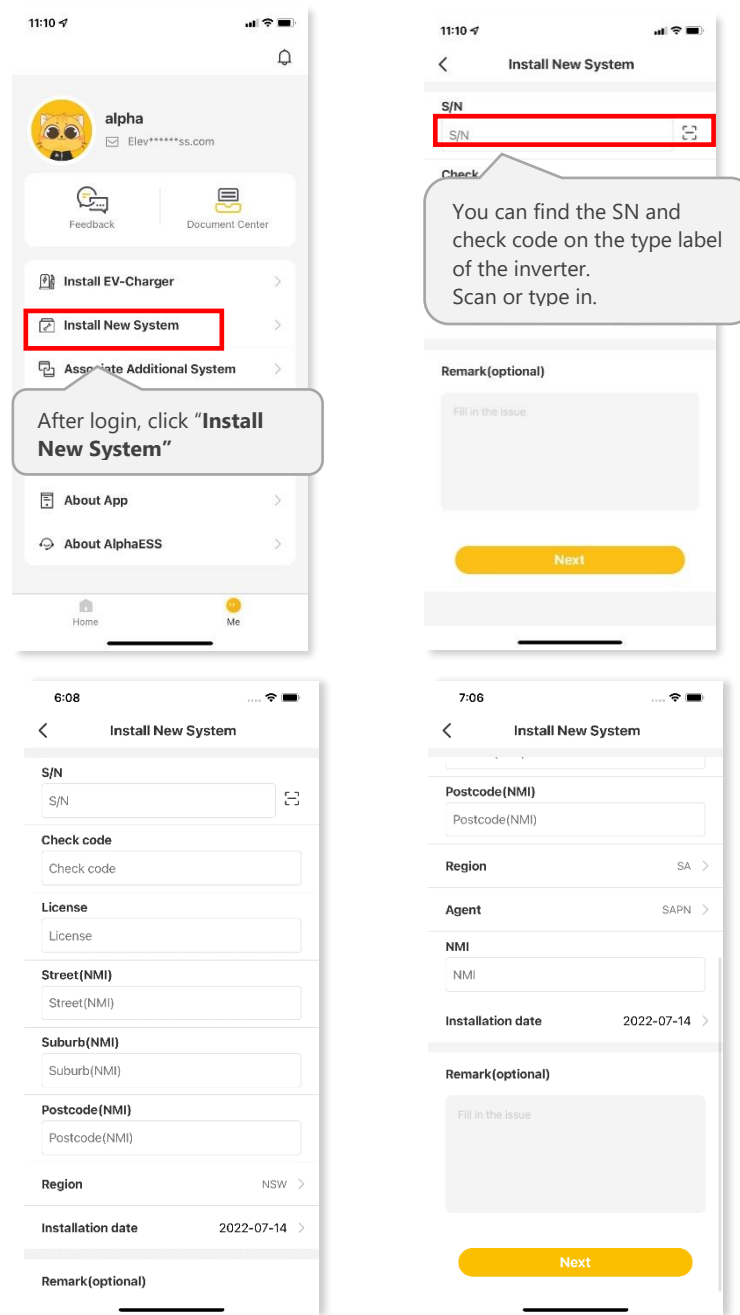 11:10
alpha
Elev******ss.com
Feedback
Document Center
Install EV-Charger
Install New System
Associate Additional System
After login, click “Install
New System”
About App
About AlphaESS
Home
Me
11:10
Install New System
S/N
S/N
Check
You can find the SN and
check code on the type label
of the inverter.
Scan or type in.
Remark(optional)
Fill in the issue
Next
6:08
Install New System
S/N
S/N
Check code
Check code
License
License
Street(NMI)
Street(NMI)
Suburb(NMI)
Suburb(NMI)
Postcode(NMI)
Postcode(NMI)
Region NSW
Installation date 2022-07-14
Remark(optional)
7:06
Install New System
Postcode(NMI)
Postcode(NMI)
Region SA
Agent SAPN
NMI
NMI
Installation date 2022-07-14
Remark(optional)
Fill in the issue
Next